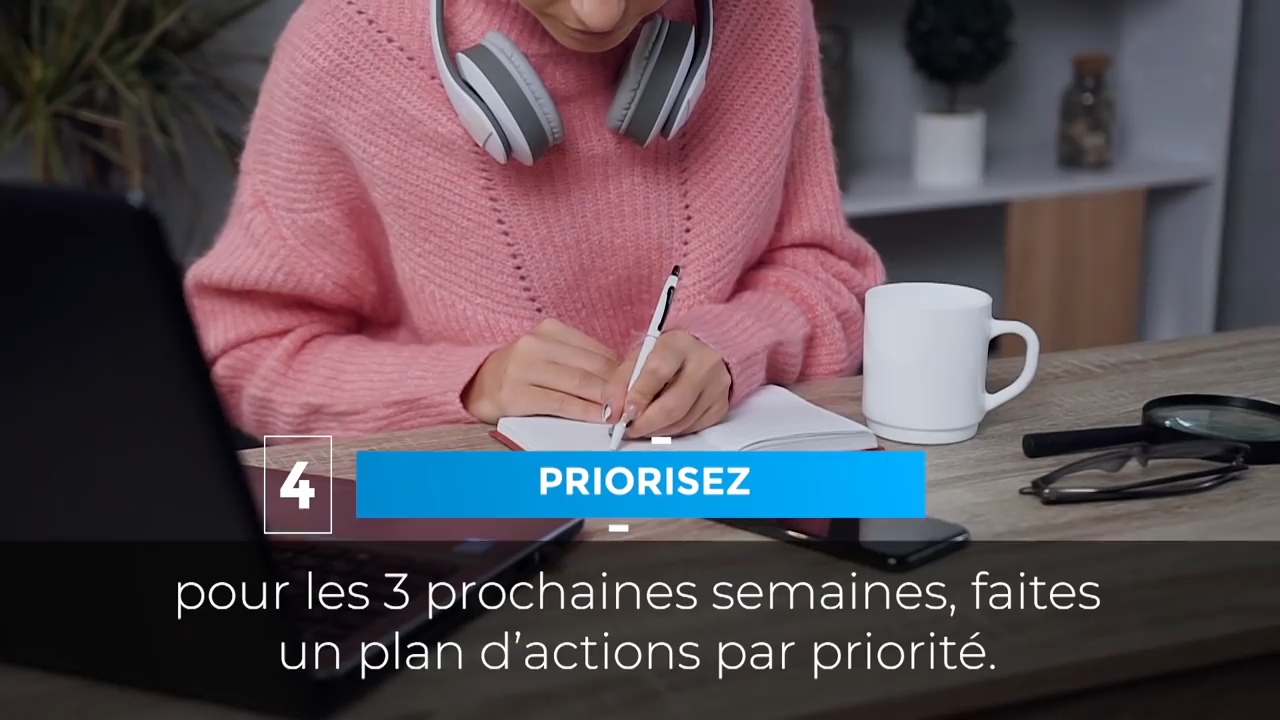 4
PRIORISEZ
pour les 3 prochaines semaines, faites
un plan d’actions par priorité.